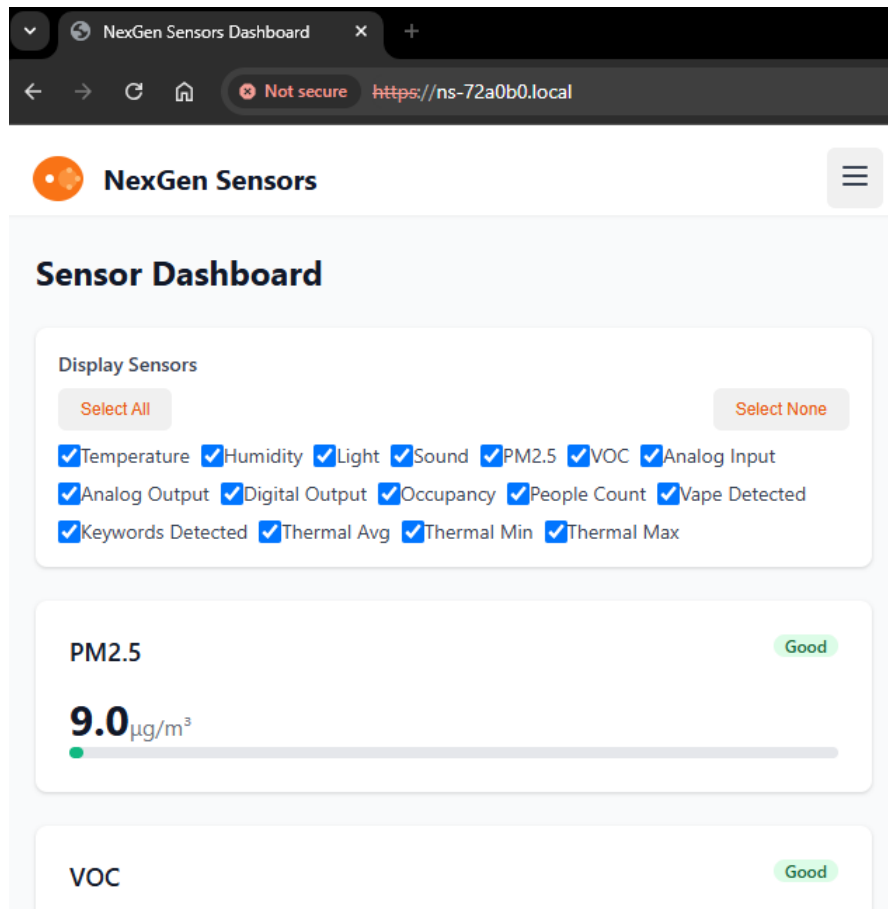 NexGen Sensors Dashboard
Not secure https://ns-72a0b0.local
NexGen Sensors
Sensor Dashboard
Display Sensors
Select All Select None
Temperature Humidity Light Sound PM2.5 VOC Analog Input
Analog Output Digital Output Occupancy People Count Vape Detected
Keywords Detected Thermal Avg Thermal Min Thermal Max
PM2.5 Good
9.0µg/m³
VOC Good